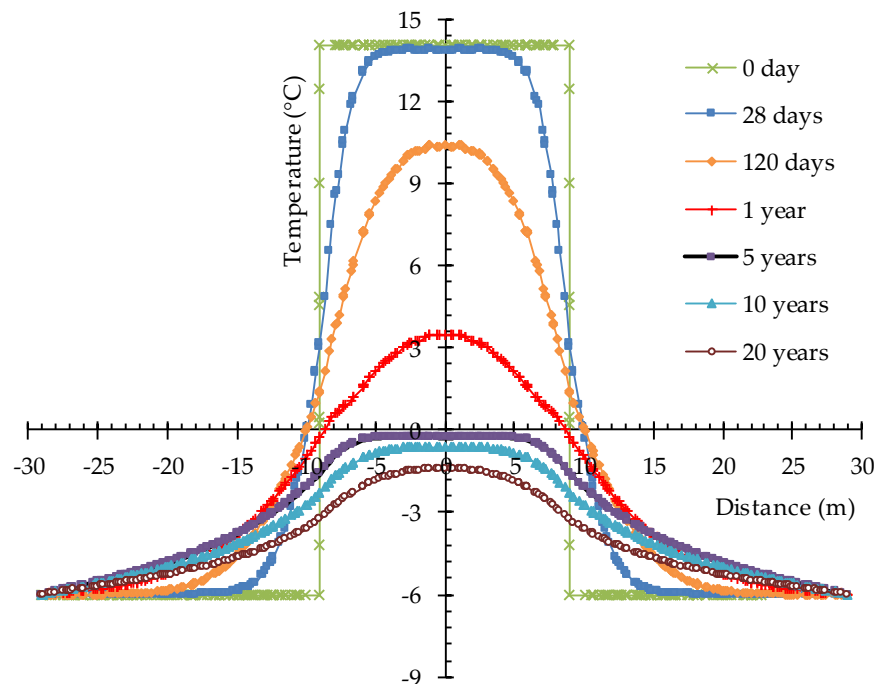 15
12
9
6
3
0
-3
-6
-9
Temperature (°C)
-30 -25 -20 -15 -10 -5 0 5 10 15 20 25 30
Distance (m)
0 day
28 days
120 days
1 year
5 years
10 years
20 years